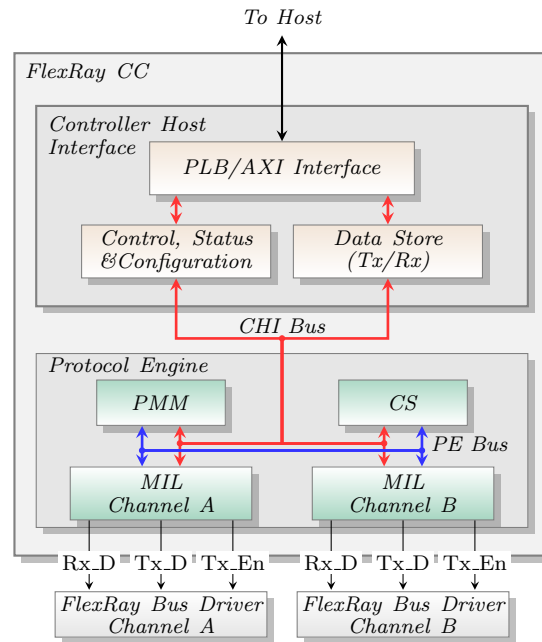 To Host
FlexRay CC
Controller Host
Interface
PLB/AXI Interface
Control, Status
&Configuration
Data Store
(Tx/Rx)
CHI Bus
Protocol Engine
PMM
CS
PE Bus
MIL
Channel A
MIL
Channel B
Rx_D
Tx_D
Tx_En
Rx_D
Tx_D
Tx_En
FlexRay Bus Driver
Channel A
FlexRay Bus Driver
Channel B